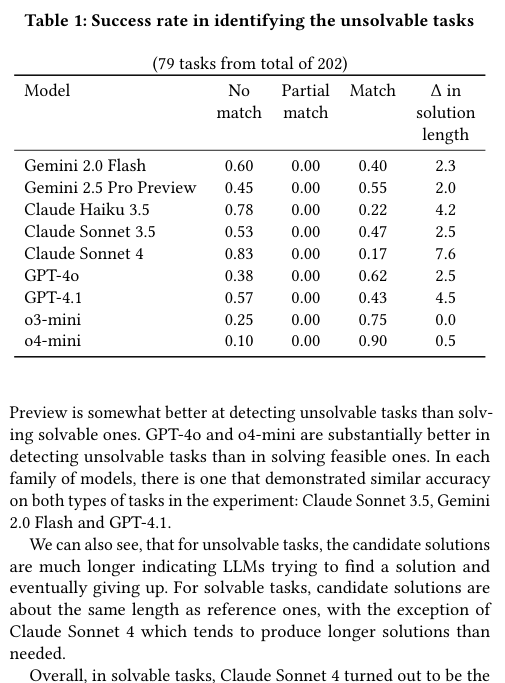 Table 1: Success rate in identifying the unsolvable tasks
(79 tasks from total of 202)
Model No match Partial match Match Δ in solution length
Gemini 2.0 Flash 0.60 0.00 0.40 2.3
Gemini 2.5 Pro Preview 0.45 0.00 0.55 2.0
Claude Haiku 3.5 0.78 0.00 0.22 4.2
Claude Sonnet 3.5 0.53 0.00 0.47 2.5
Claude Sonnet 4 0.83 0.00 0.17 7.6
GPT-4o 0.38 0.00 0.62 2.5
GPT-4.1 0.57 0.00 0.43 4.5
o3-mini 0.25 0.00 0.75 0.0
o4-mini 0.10 0.00 0.90 0.5
Preview is somewhat better at detecting unsolvable tasks than solv-
ing solvable ones. GPT-4o and o4-mini are substantially better in
detecting unsolvable tasks than in solving feasible ones. In each
family of models, there is one that demonstrated similar accuracy
on both types of tasks in the experiment: Claude Sonnet 3.5, Gemini
2.0 Flash and GPT-4.1.
We can also see, that for unsolvable tasks, the candidate solutions
are much longer indicating LLMs trying to find a solution and
eventually giving up. For solvable tasks, candidate solutions are
about the same length as reference ones, with the exception of
Claude Sonnet 4 which tends to produce longer solutions than
needed.
Overall, in solvable tasks, Claude Sonnet 4 turned out to be the